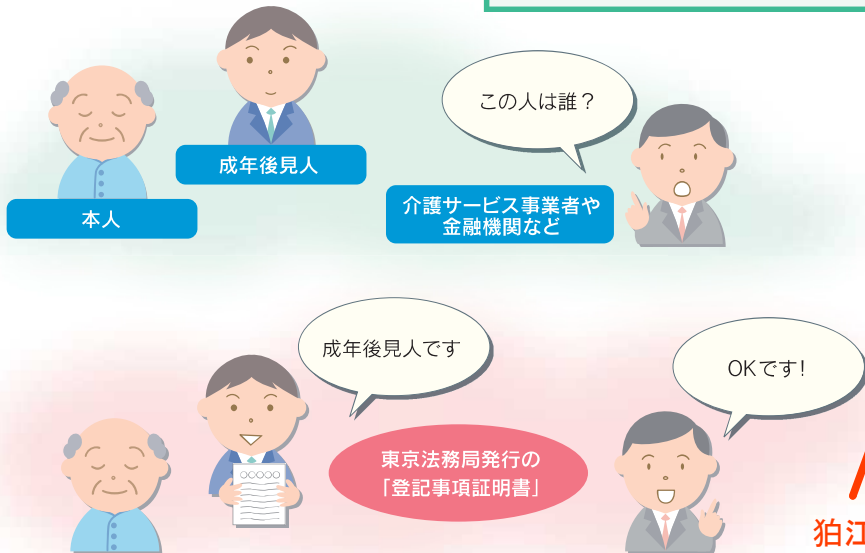 この人は誰？
成年後見人
本人
介護サービス事業者や
金融機関など
成年後見人です
OKです!
○○○○○
東京法務局発行の
「登記事項証明書」
狛江